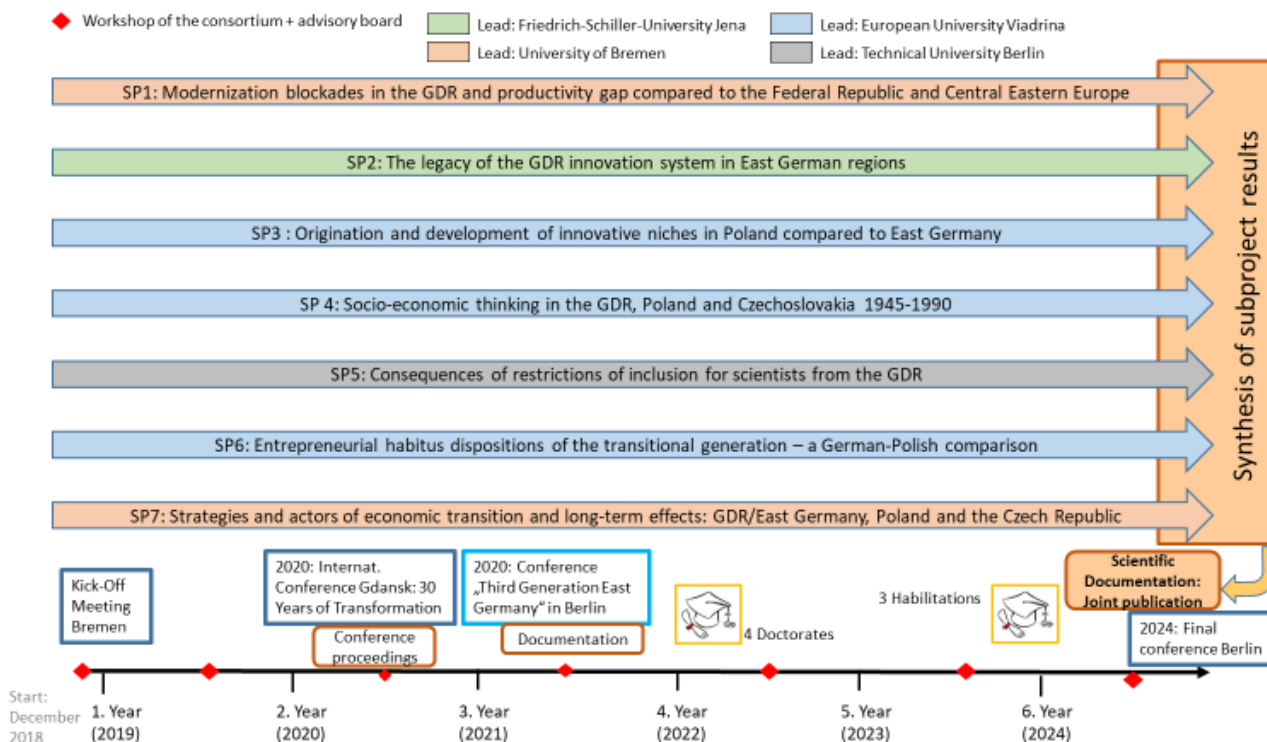 Workshop of the consortium + advisory board
Lead: Friedrich-Schiller-University Jena
Lead: European University Viadrina
Lead: University of Bremen
Lead: Technical University Berlin
SP1: Modernization blockades in the GDR and productivity gap compared to the Federal Republic and Central Eastern Europe
SP2: The legacy of the GDR innovation system in East German regions
SP3 : Origination and development of innovative niches in Poland compared to East Germany
SP 4: Socio-economic thinking in the GDR, Poland and Czechoslovakia 1945-1990
SP5: Consequences of restrictions of inclusion for scientists from the GDR
SP6: Entrepreneurial habitus dispositions of the transitional generation – a German-Polish comparison
SP7: Strategies and actors of economic transition and long-term effects: GDR/East Germany, Poland and the Czech Republic
Synthesis of subproject results
Kick-Off
Meeting
Bremen
2020: Internat.
Conference Gdansk: 30
Years of Transformation
Conference
proceedings
2020: Conference
„Third Generation East
Germany“ in Berlin
Documentation
4 Doctorates
3 Habilitations
Scientific
Documentation:
Joint publication
2024: Final
conference Berlin
Start:
December
2018
1. Year
(2019)
2. Year
(2020)
3. Year
(2021)
4. Year
(2022)
5. Year
(2023)
6. Year
(2024)